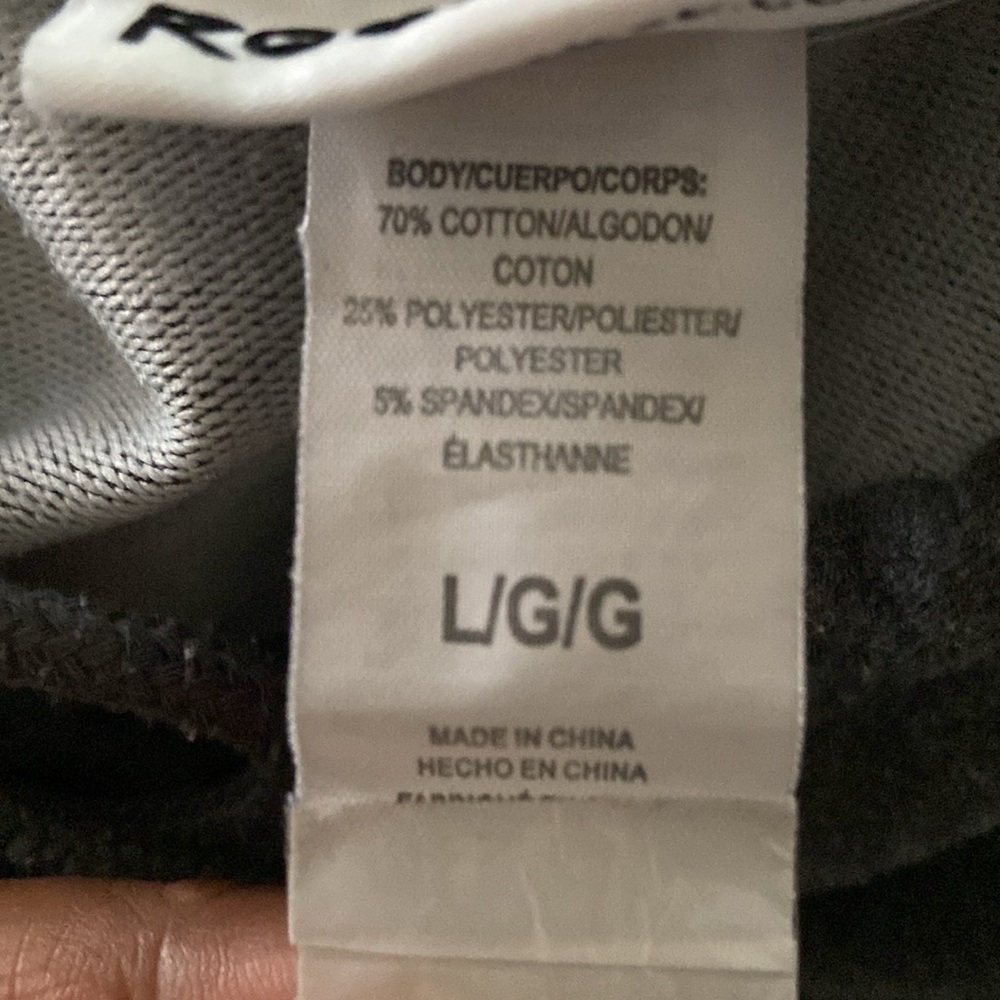 BODY/CUERPO/CORPS:
70% COTTON/ALGODON/
COTON
25% POLYESTER/POLIESTER/
POLYESTER
5% SPANDEX/SPANDEX/
ÉLASTHANNE
L/G/G
MADE IN CHINA
HECHO EN CHINA